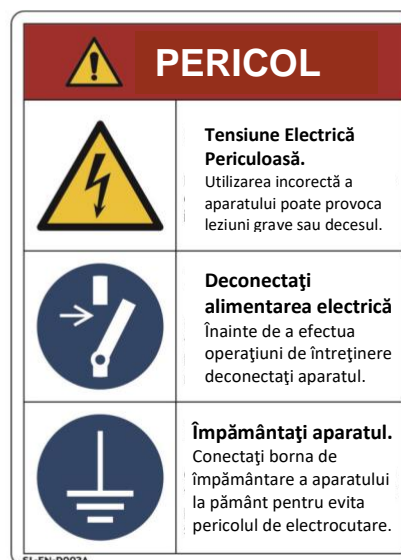 PERICOL
Tensiune Electrică
Periculoasă.
Utilizarea incorectă a
aparatului poate provoca
leziuni grave sau decesul.
Deconectaţi
alimentarea electrică
Înainte de a efectua
operaţiuni de întreţinere
deconectaţi aparatul.
Împământaţi aparatul.
Conectaţi borna de
împământare a aparatului
la pământ pentru evita
pericolul de electrocutare.